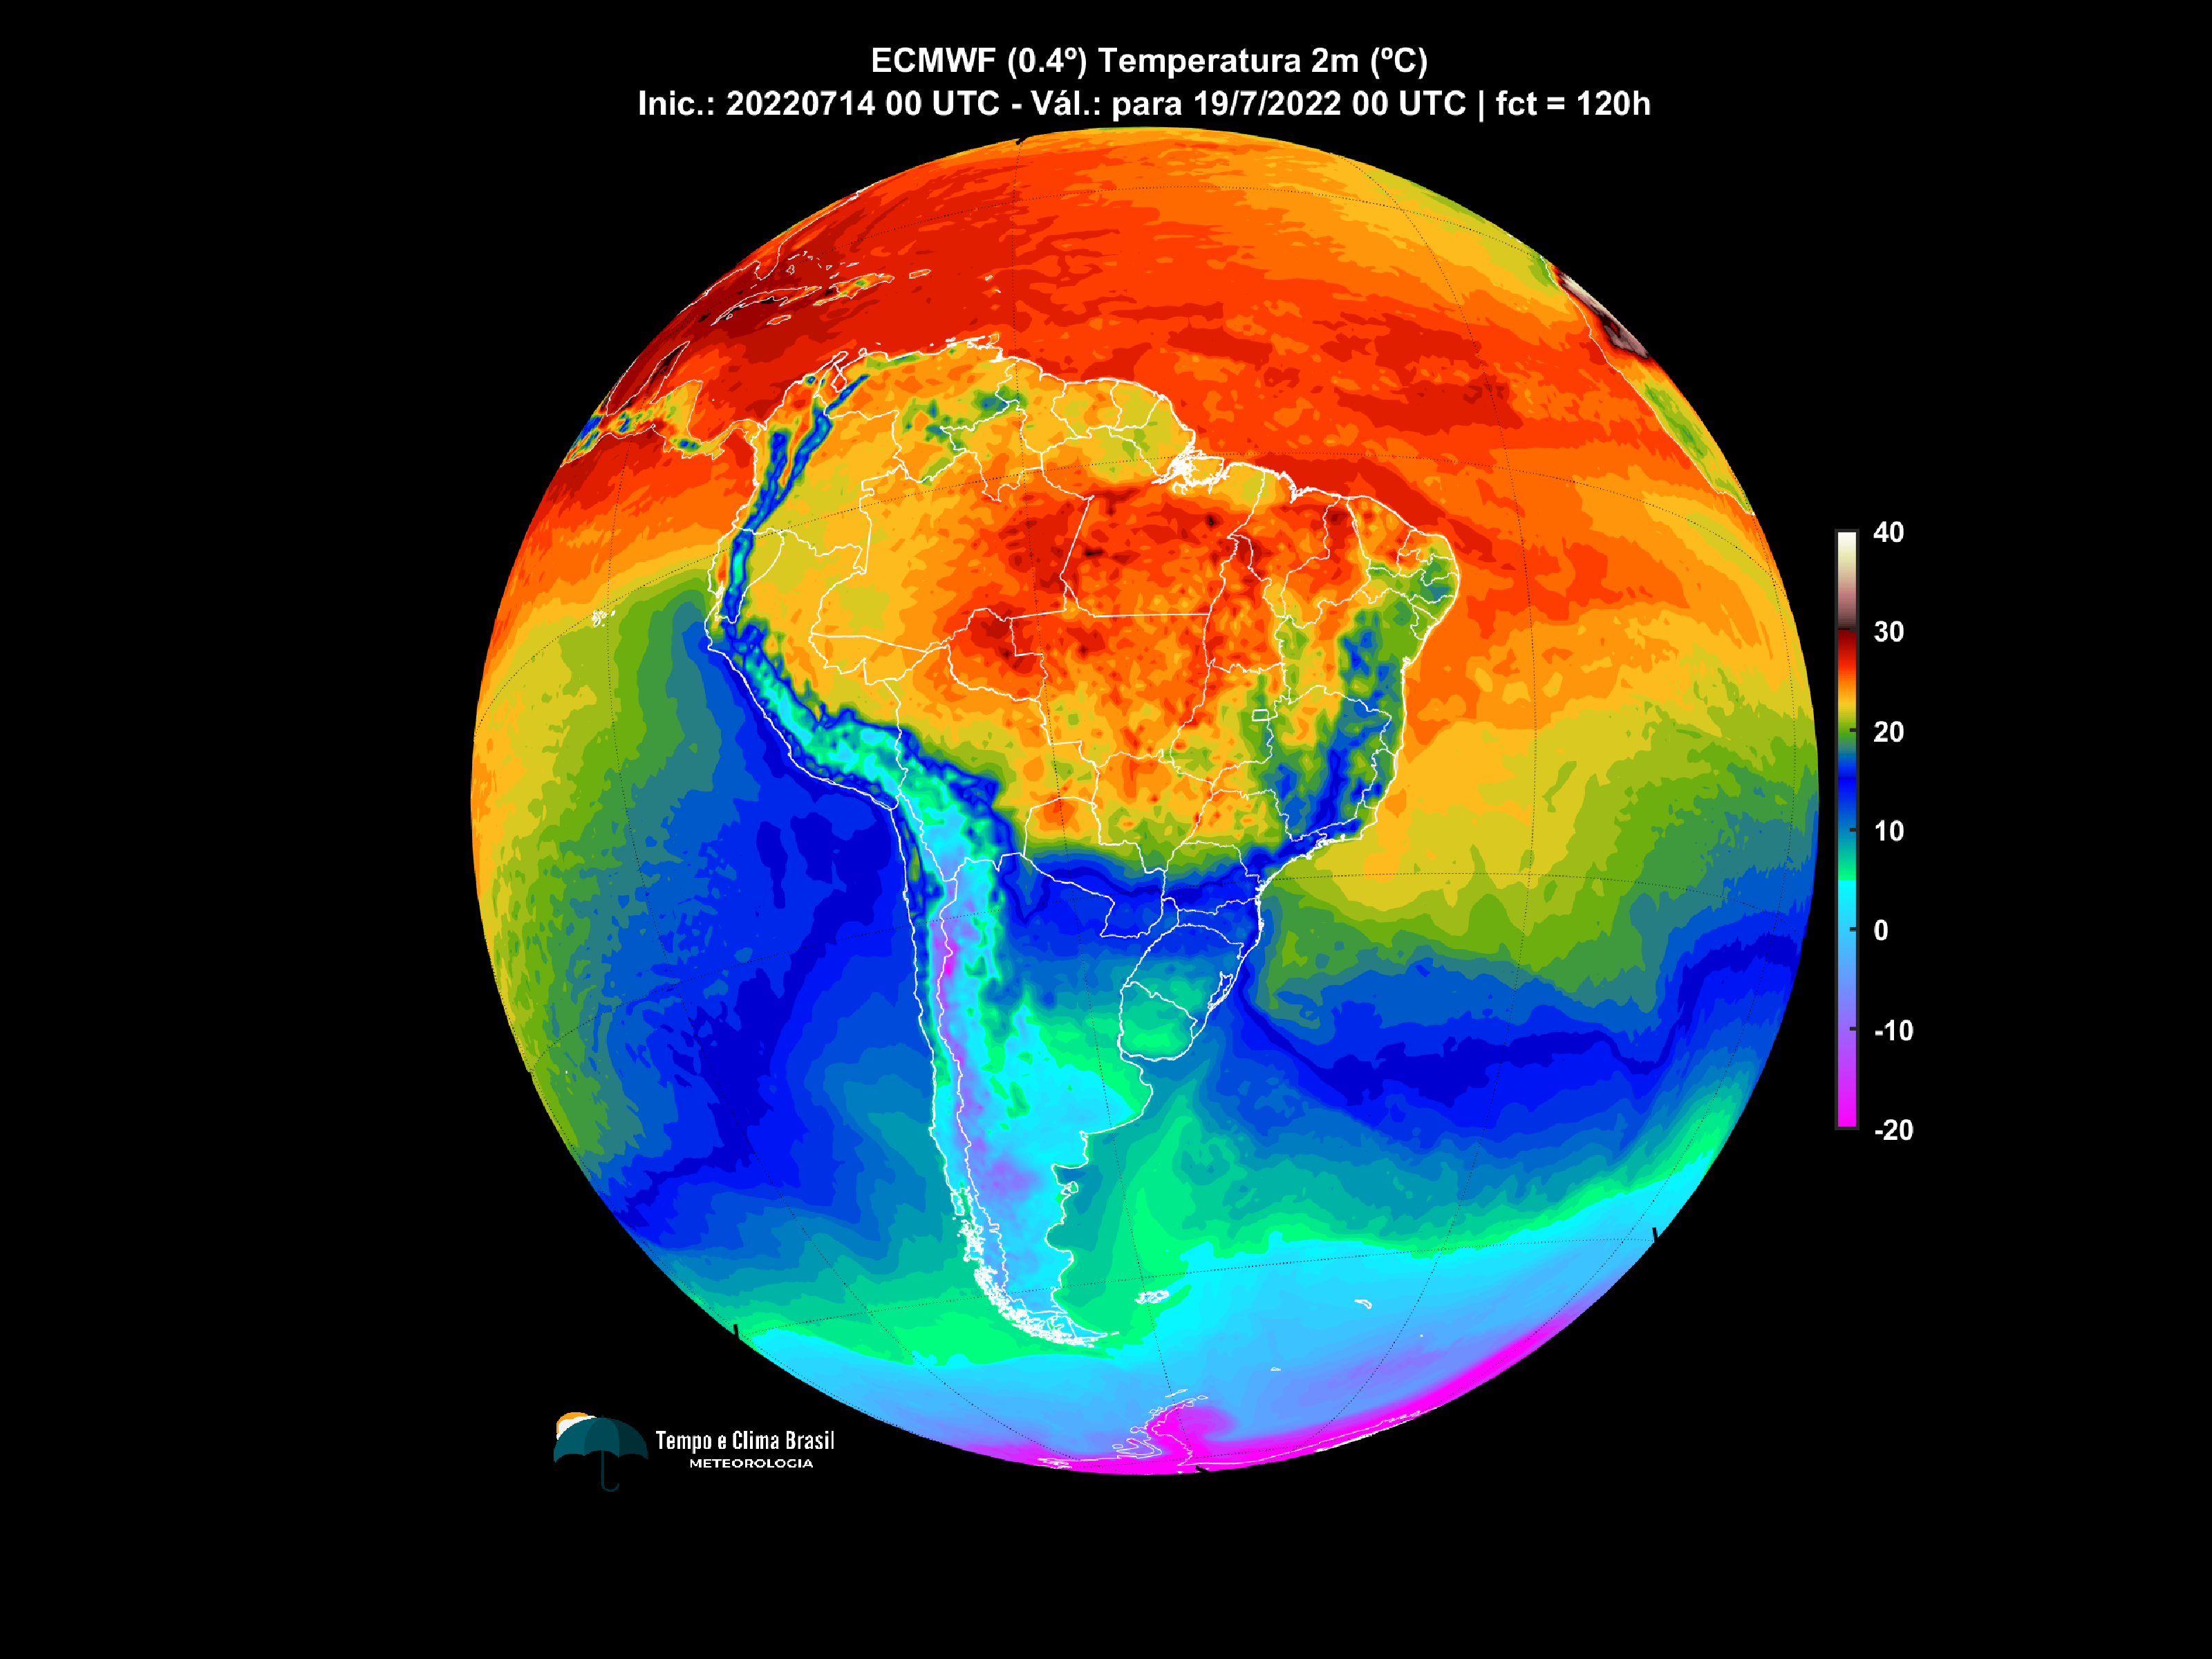 ECMWF (0.4º) Temperatura 2m (ºC)
Inic.: 20220714 00 UTC - Vál.: para 19/7/2022 00 UTC | fct = 120h
40
30
20
10
0
-10
-20
Tempo e Clima Brasil
METEOROLOGIA